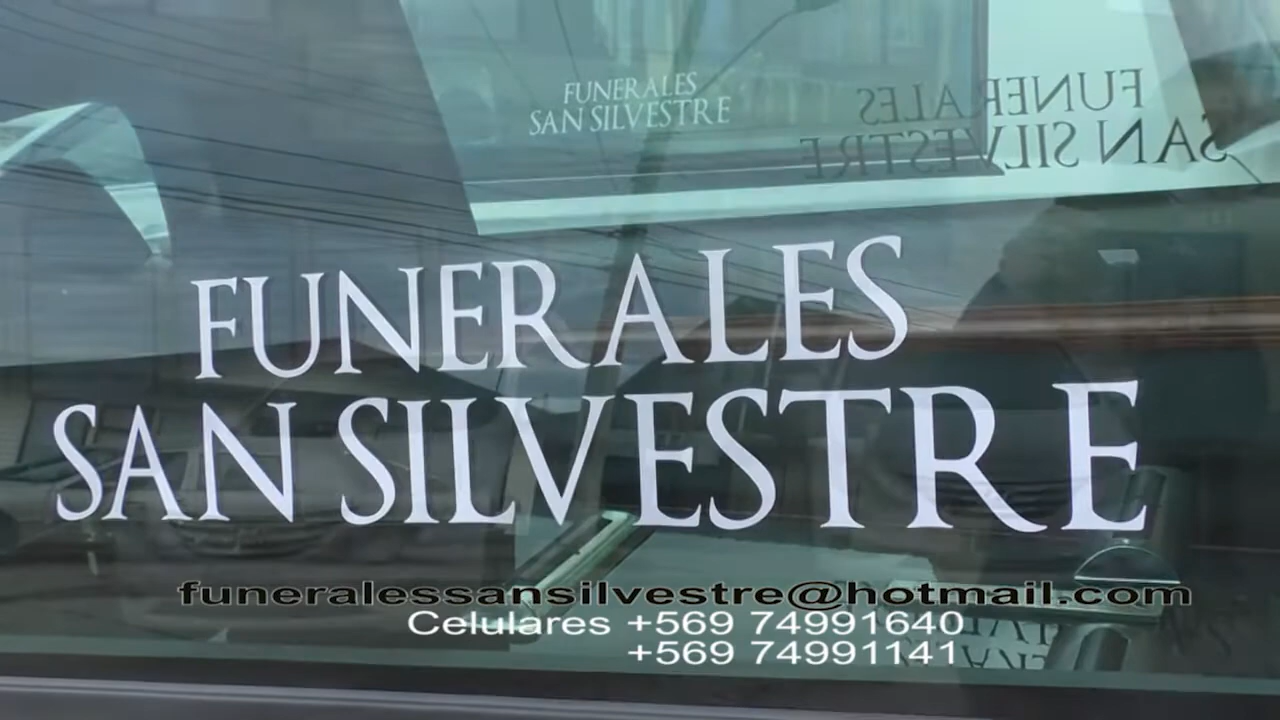 FUNERALES
SAN SILVESTRE
FUNERALES
SAN SILVESTRE
FUNERALES
SAN SILVESTRE
funeralessansilvestre@hotmail.com
Celulares +569 74991640
+569 74991141